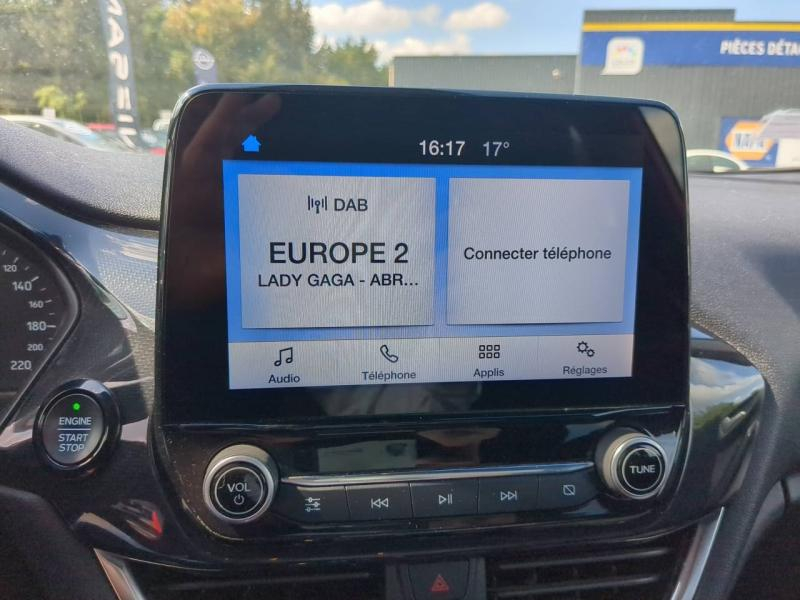 PIÈCES DÉTA
NAPA
16:17 17°
DAB
EUROPE 2
LADY GAGA - ABR...
Connecter téléphone
Audio
Téléphone
Applis
Réglages
120
140
160
180
200
220
ENGINE
START
STOP
VOL
TUNE